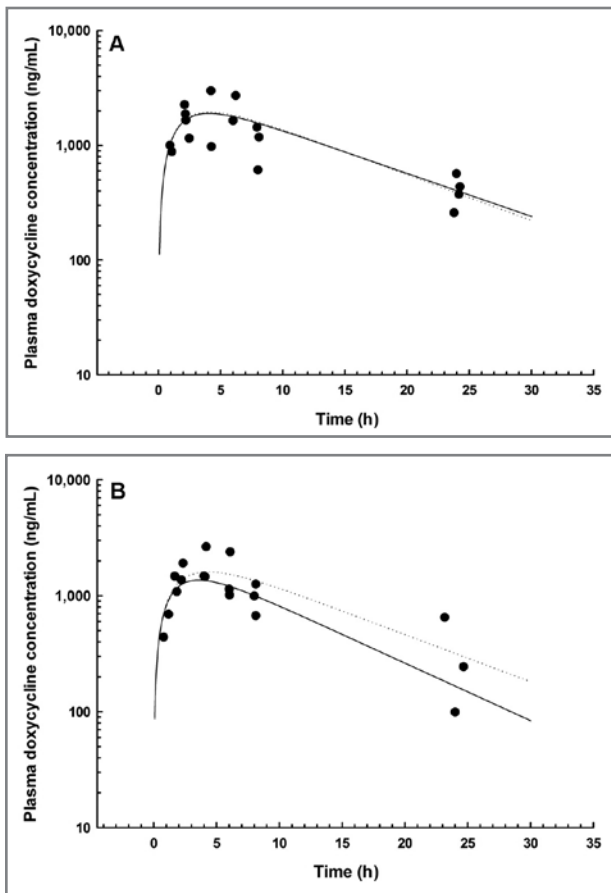 A
Plasma doxycycline concentration (ng/mL)
10,000
1,000
100
10
0 5 10 15 20 25 30 35
Time (h)
B
Plasma doxycycline concentration (ng/mL)
10,000
1,000
100
10
0 5 10 15 20 25 30 35
Time (h)